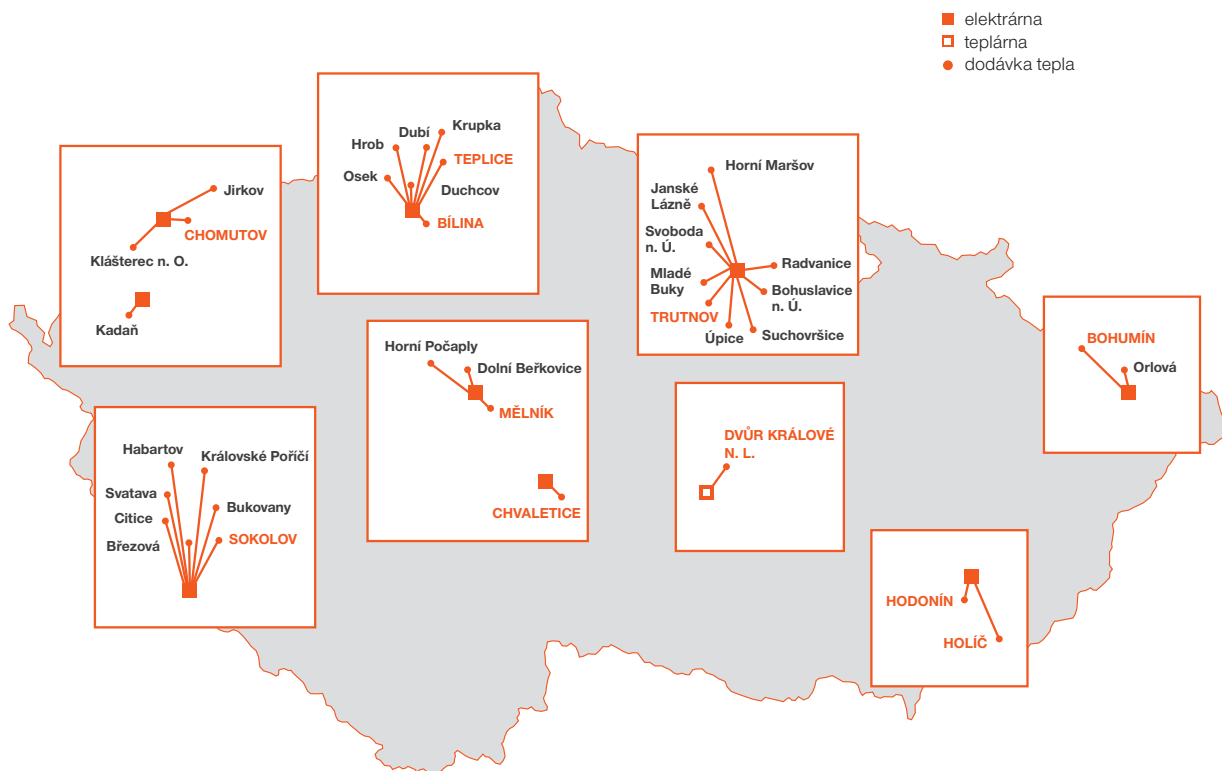 elektrárna
teplárna
dodávka tepla
Jirkov
CHOMUTOV
Klášterec n. O.
Kadaň
Krupka
Dubí
Hrob
TEPLICE
Osek
Duchcov
BÍLINA
Horní Maršov
Janské
Lázně
Svoboda
n. Ú.
Radvanice
Mladé
Buky
Bohuslavice
n. Ú.
TRUTNOV
Úpice
Suchovršice
BOHUMÍN
Orlová
Horní Počaply
Dolní Beřkovice
MĚLNÍK
CHVALETICE
Habartov
Královské Poříčí
Svatava
Bukovany
Citice
Březová
SOKOLOV
DVŮR KRÁLOVÉ
N. L.
HODONÍN
HOLÍČ